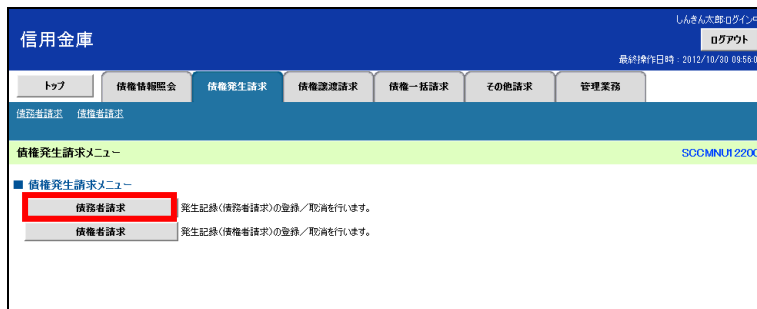 しんきん太郎:ログイン中
信用金庫
ログアウト
最終操作日時：2012/10/30 09:56:0
トップ 債権情報照会 債権発生請求 債権譲渡請求 債権一括請求 その他請求 管理業務
債務者請求 債権者請求
債権発生請求メニュー SCCMNU12200
■ 債権発生請求メニュー
債務者請求 発生記録(債務者請求)の登録／取消を行います。
債権者請求 発生記録(債権者請求)の登録／取消を行います。